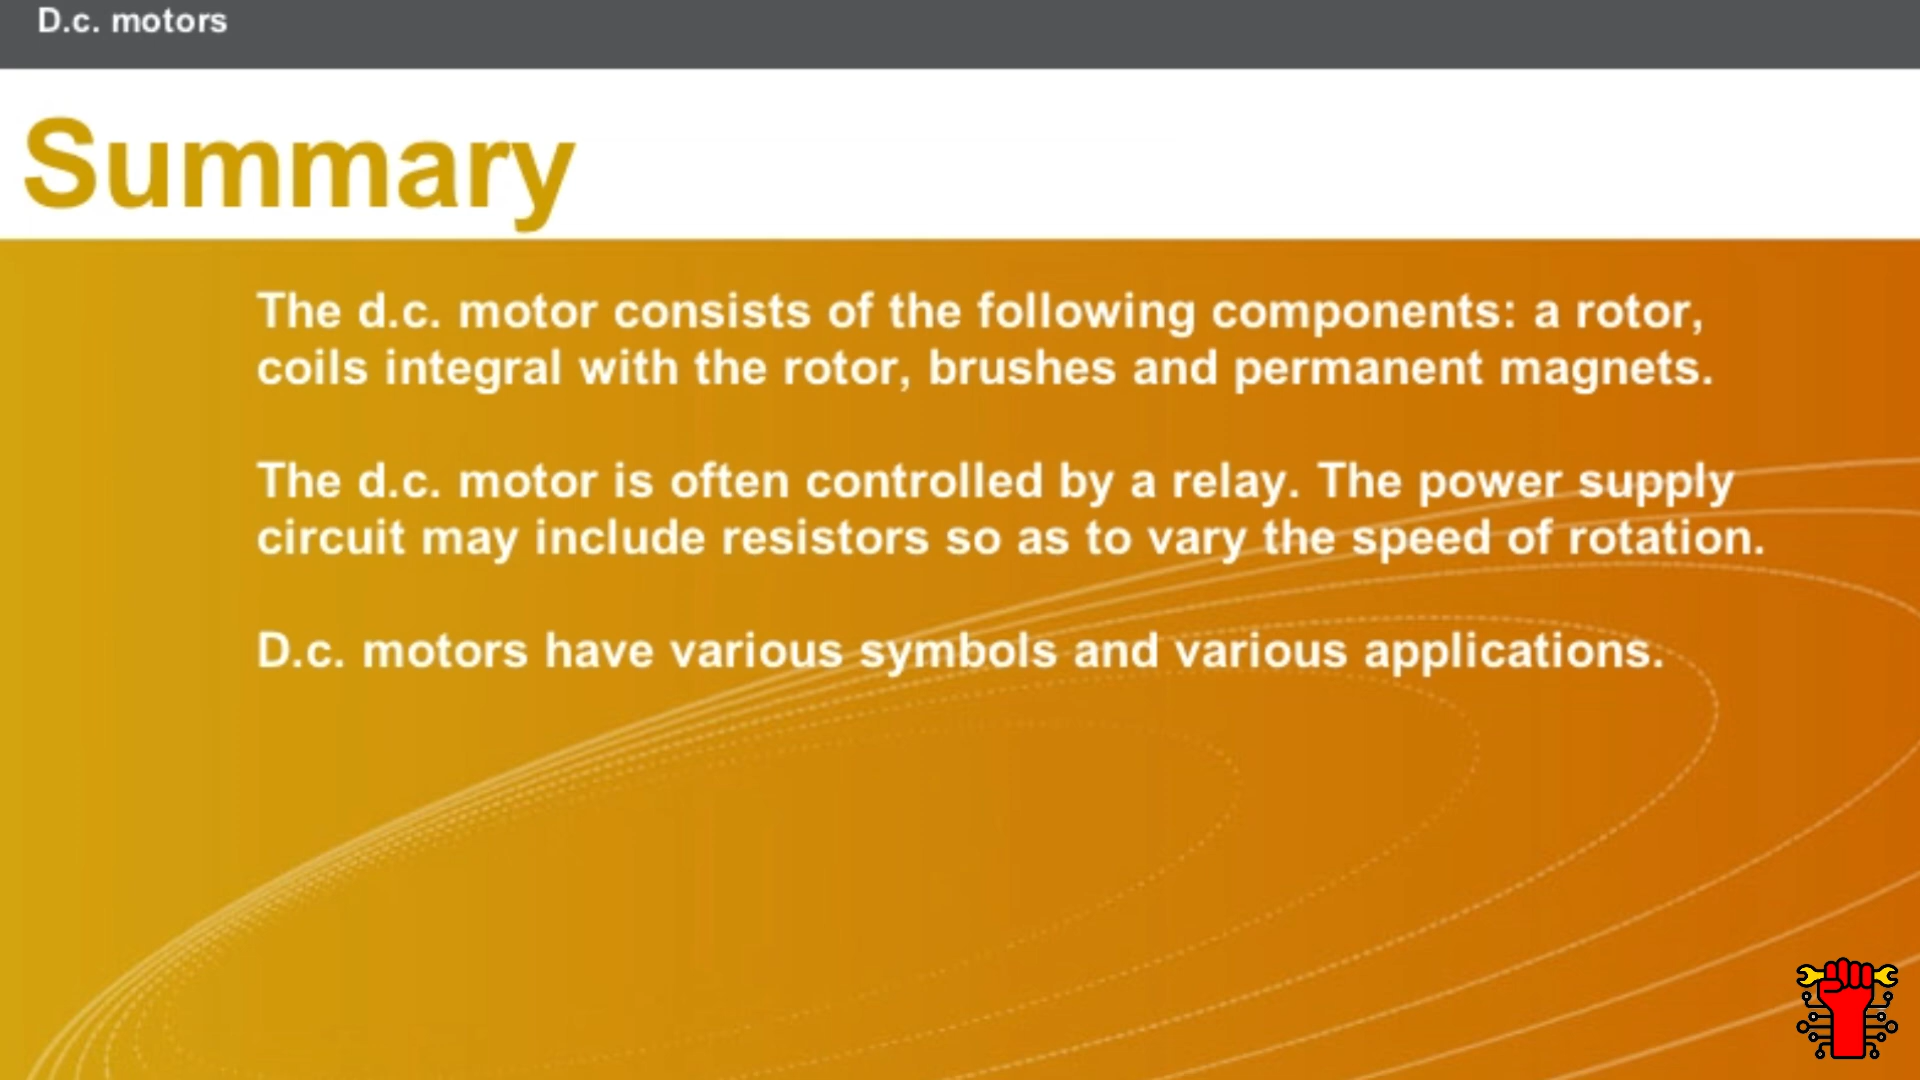 D.c. motors
Summary
The d.c. motor consists of the following components: a rotor,
coils integral with the rotor, brushes and permanent magnets.
The d.c. motor is often controlled by a relay. The power supply
circuit may include resistors so as to vary the speed of rotation.
D.c. motors have various symbols and various applications.